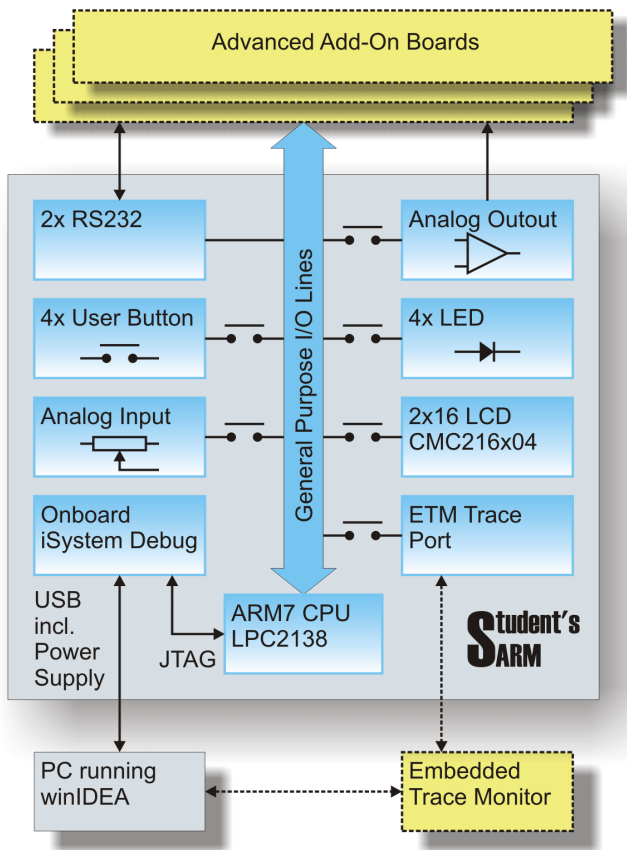 Advanced Add-On Boards
2x RS232
Analog Outout
4x User Button
4x LED
Analog Input
2x16 LCD
CMC216x04
Onboard
iSystem Debug
ETM Trace
Port
General Purpose I/O Lines
USB
incl.
Power
Supply
JTAG
ARM7 CPU
LPC2138
Student's
ARM
PC running
winIDEA
Embedded
Trace Monitor